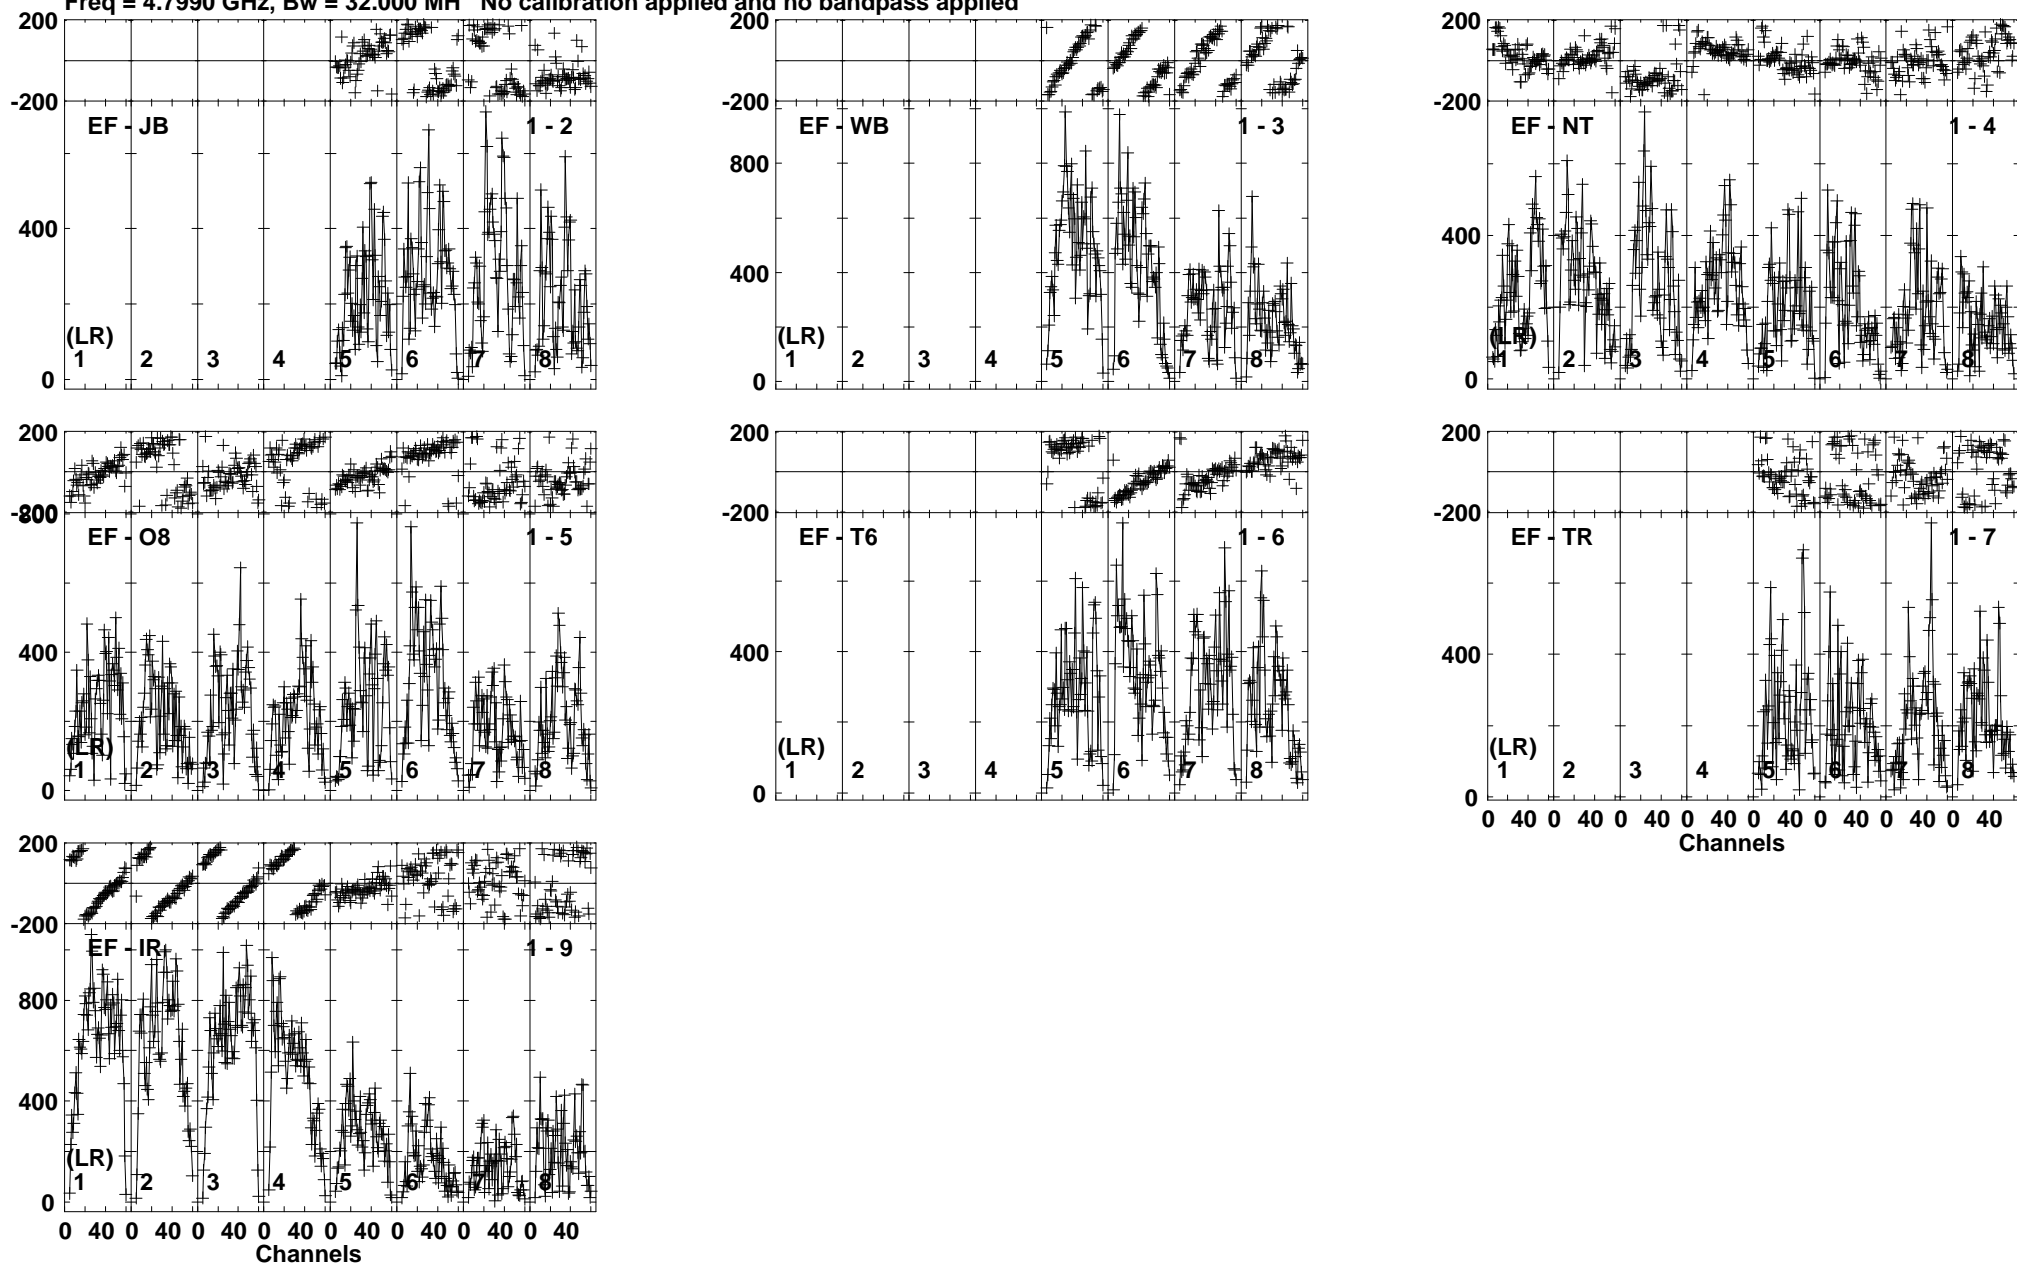 Freq = 4.7990 GHz, Bw = 32.000 MH No calibration applied and no bandpass applied
200 200 200
-200 -200 -200
EF - JB 1 - 2 EF - WB 1 - 3 EF - NT 1 - 4
800
400 400 400
(LR) (LR) (LR)
1 2 3 4 5 6 7 8 1 2 3 4 5 6 7 8 1 2 3 4 5 6 7 8
0 0 0
200 200 200
-200 -200
800
EF - O8 1 - 5 EF - T6 1 - 6 EF - TR 1 - 7
400 400 400
(LR) (LR) (LR)
1 2 3 4 5 6 7 8 1 2 3 4 5 6 7 8 1 2 3 4 5 6 7 8
0 0 0
0 40 0 40 0 40 0 40 0 40 0 40 0 40 0 40
Channels
200
-200
EF - IR 1 - 9
800
400
(LR)
1 2 3 4 5 6 7 8
0
0 40 0 40 0 40 0 40 0 40 0 40 0 40 0 40
Channels